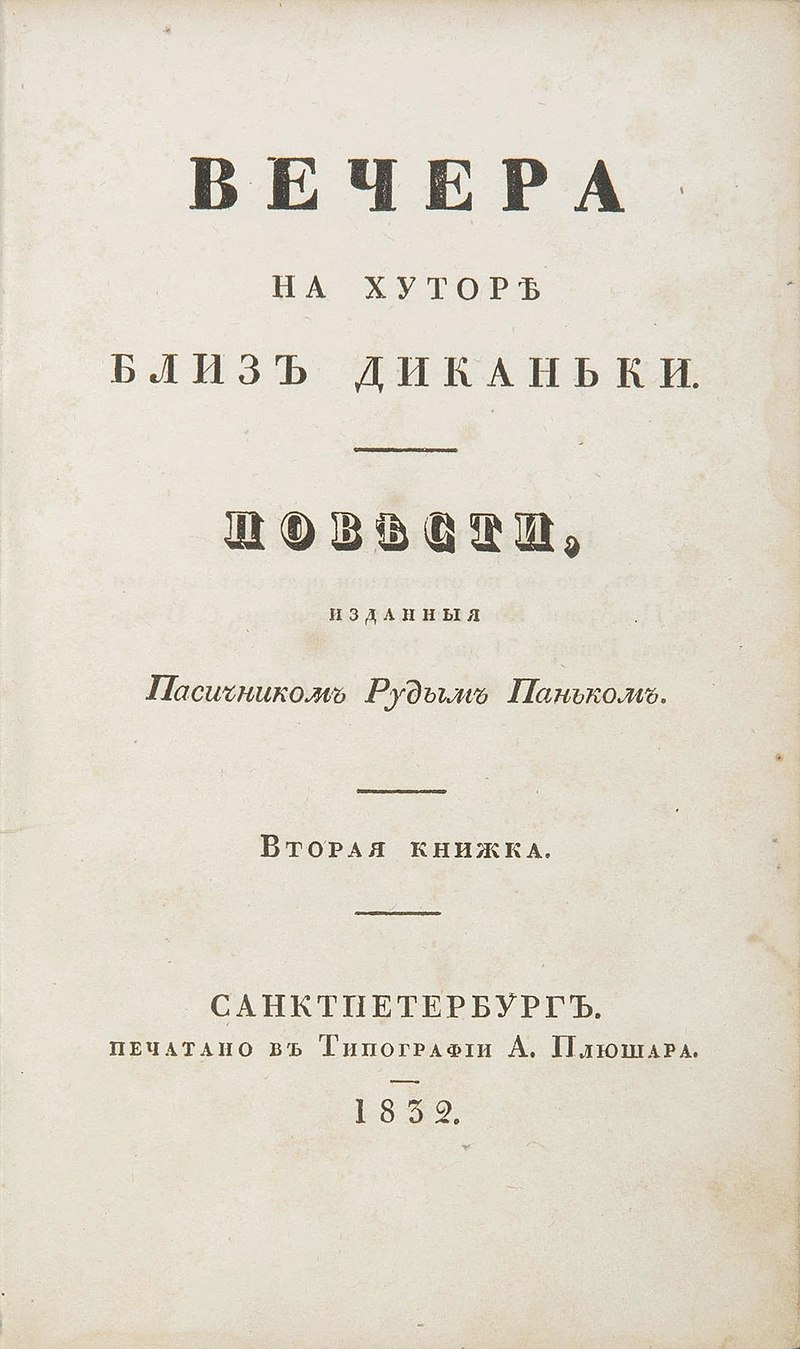 ВЕЧЕРА
НА ХУТОРѢ
БЛИЗЪ ДИКАНЬКИ.
ПОВѢСТИ,
ИЗДАННЫЯ
Пасичникомъ Рудымъ Панькомъ.
Вторая книжка.
САНКТПЕТЕРБУРГЪ.
печатано въ Типографіи А. Плюшара.
1832.